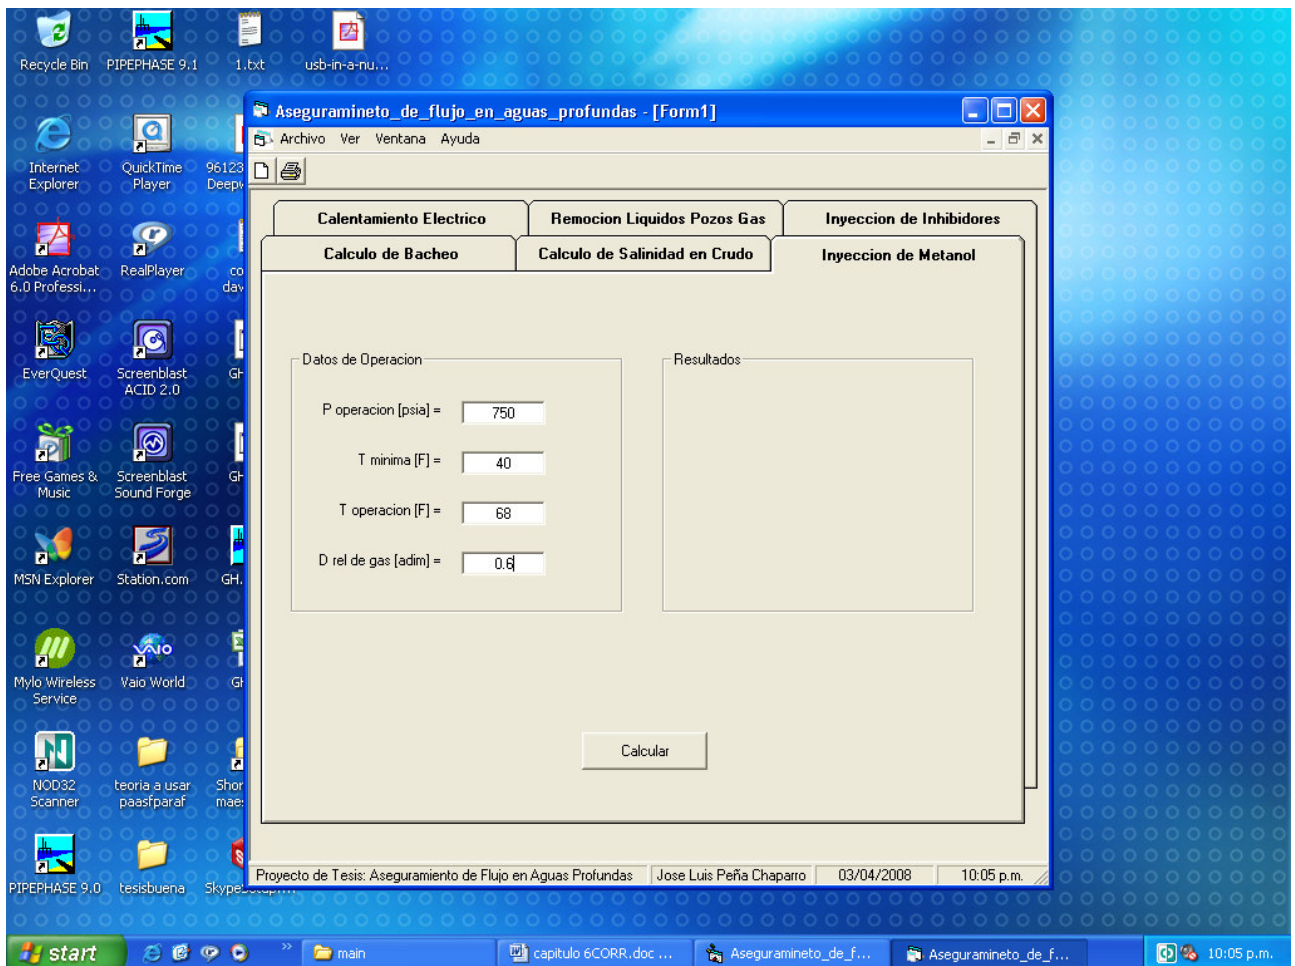 Recycle Bin
PIPEPHASE 9.1
1.txt
usb-in-a-nu...
Internet
Explorer
QuickTime
Player
96123
Adobe Acrobat
6.0 Professi...
RealPlayer
EverQuest
Screenblast
ACID 2.0
Free Games &
Music
Screenblast
Sound Forge
MSN Explorer
Station.com
GH.
Mylo Wireless
Service
Vaio World
NOD32
Scanner
teoria a usar
paasfparaf
Shor
maes
PIPEPHASE 9.0
tesisbuena
Aseguramineto_de_flujo_en_aguas_profundas - [Form1]
Archivo Ver Ventana Ayuda
Calentamiento Electrico
Remocion Liquidos Pozos Gas
Inyeccion de Inhibidores
Calculo de Bacheo
Calculo de Salinidad en Crudo
Inyeccion de Metanol
Datos de Operacion
P operacion [psia] = 750
T minima [F] = 40
T operacion [F] = 68
D rel de gas [adim] = 0.6
Resultados
Calcular
Proyecto de Tesis: Aseguramiento de Flujo en Aguas Profundas
Jose Luis Peña Chaparro
03/04/2008
10:05 p.m.
start
main
capitulo 6CORR.doc ...
Aseguramineto_de_f...
Aseguramineto_de_f...
10:05 p.m.